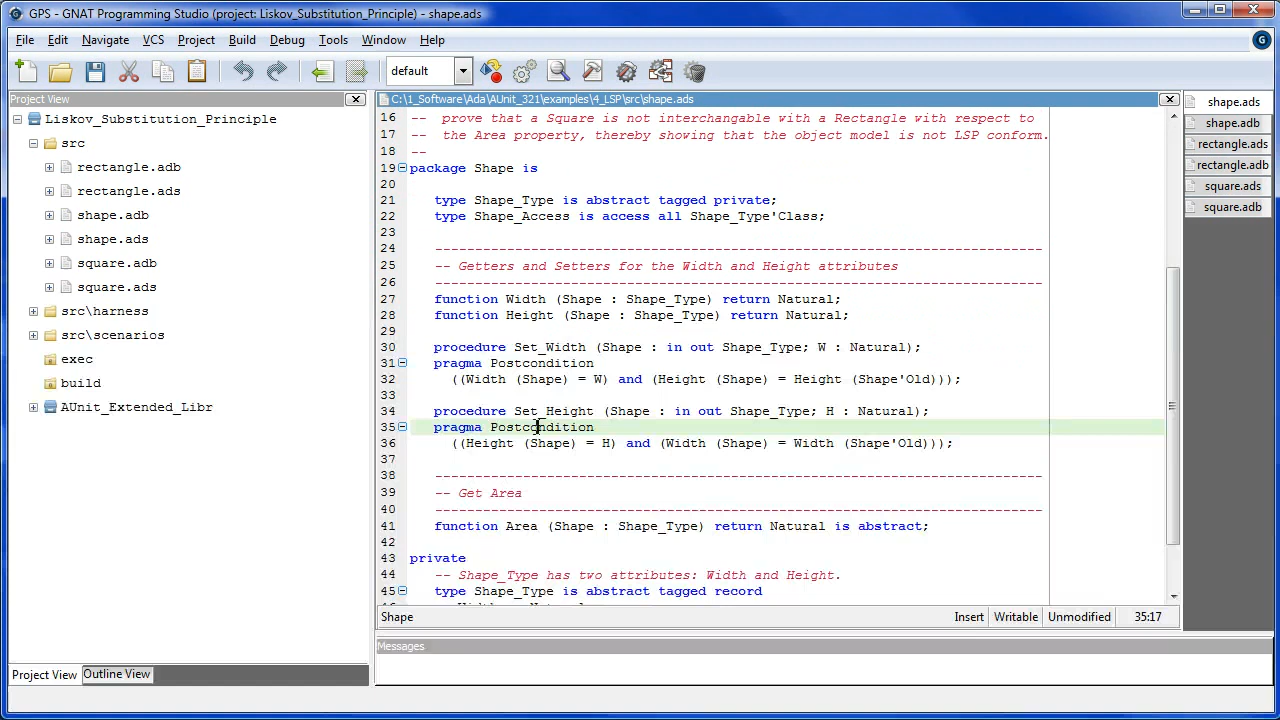 GPS - GNAT Programming Studio (project: Liskov_Substitution_Principle) - shape.ads
File Edit Navigate VCS Project Build Debug Tools Window Help
default
Project View
C:\1_Software\Ada\AUnit_321\examples\4_LSP\src\shape.ads
Liskov_Substitution_Principle
src
rectangle.adb
rectangle.ads
shape.adb
shape.ads
square.adb
square.ads
src\harness
src\scenarios
exec
build
AUnit_Extended_Libr
16 -- prove that a Square is not interchangable with a Rectangle with respect to
17 -- the Area property, thereby showing that the object model is not LSP conform.
18 --
19 package Shape is
20
21 type Shape_Type is abstract tagged private;
22 type Shape_Access is access all Shape_Type'Class;
23
24 ----------------------------------------------------------------------------
25 -- Getters and Setters for the Width and Height attributes
26 ----------------------------------------------------------------------------
27 function Width (Shape : Shape_Type) return Natural;
28 function Height (Shape : Shape_Type) return Natural;
29
30 procedure Set_Width (Shape : in out Shape_Type; W : Natural);
31 pragma Postcondition
32 ((Width (Shape) = W) and (Height (Shape) = Height (Shape'Old)));
33
34 procedure Set_Height (Shape : in out Shape_Type; H : Natural);
35 pragma Postcondition
36 ((Height (Shape) = H) and (Width (Shape) = Width (Shape'Old)));
37
38 ----------------------------------------------------------------------------
39 -- Get Area
40 ----------------------------------------------------------------------------
41 function Area (Shape : Shape_Type) return Natural is abstract;
42
43 private
44 -- Shape_Type has two attributes: Width and Height.
45 type Shape_Type is abstract tagged record
shape.ads
shape.adb
rectangle.ads
rectangle.adb
square.ads
square.adb
Shape Insert Writable Unmodified 35:17
Messages
Project View Outline View